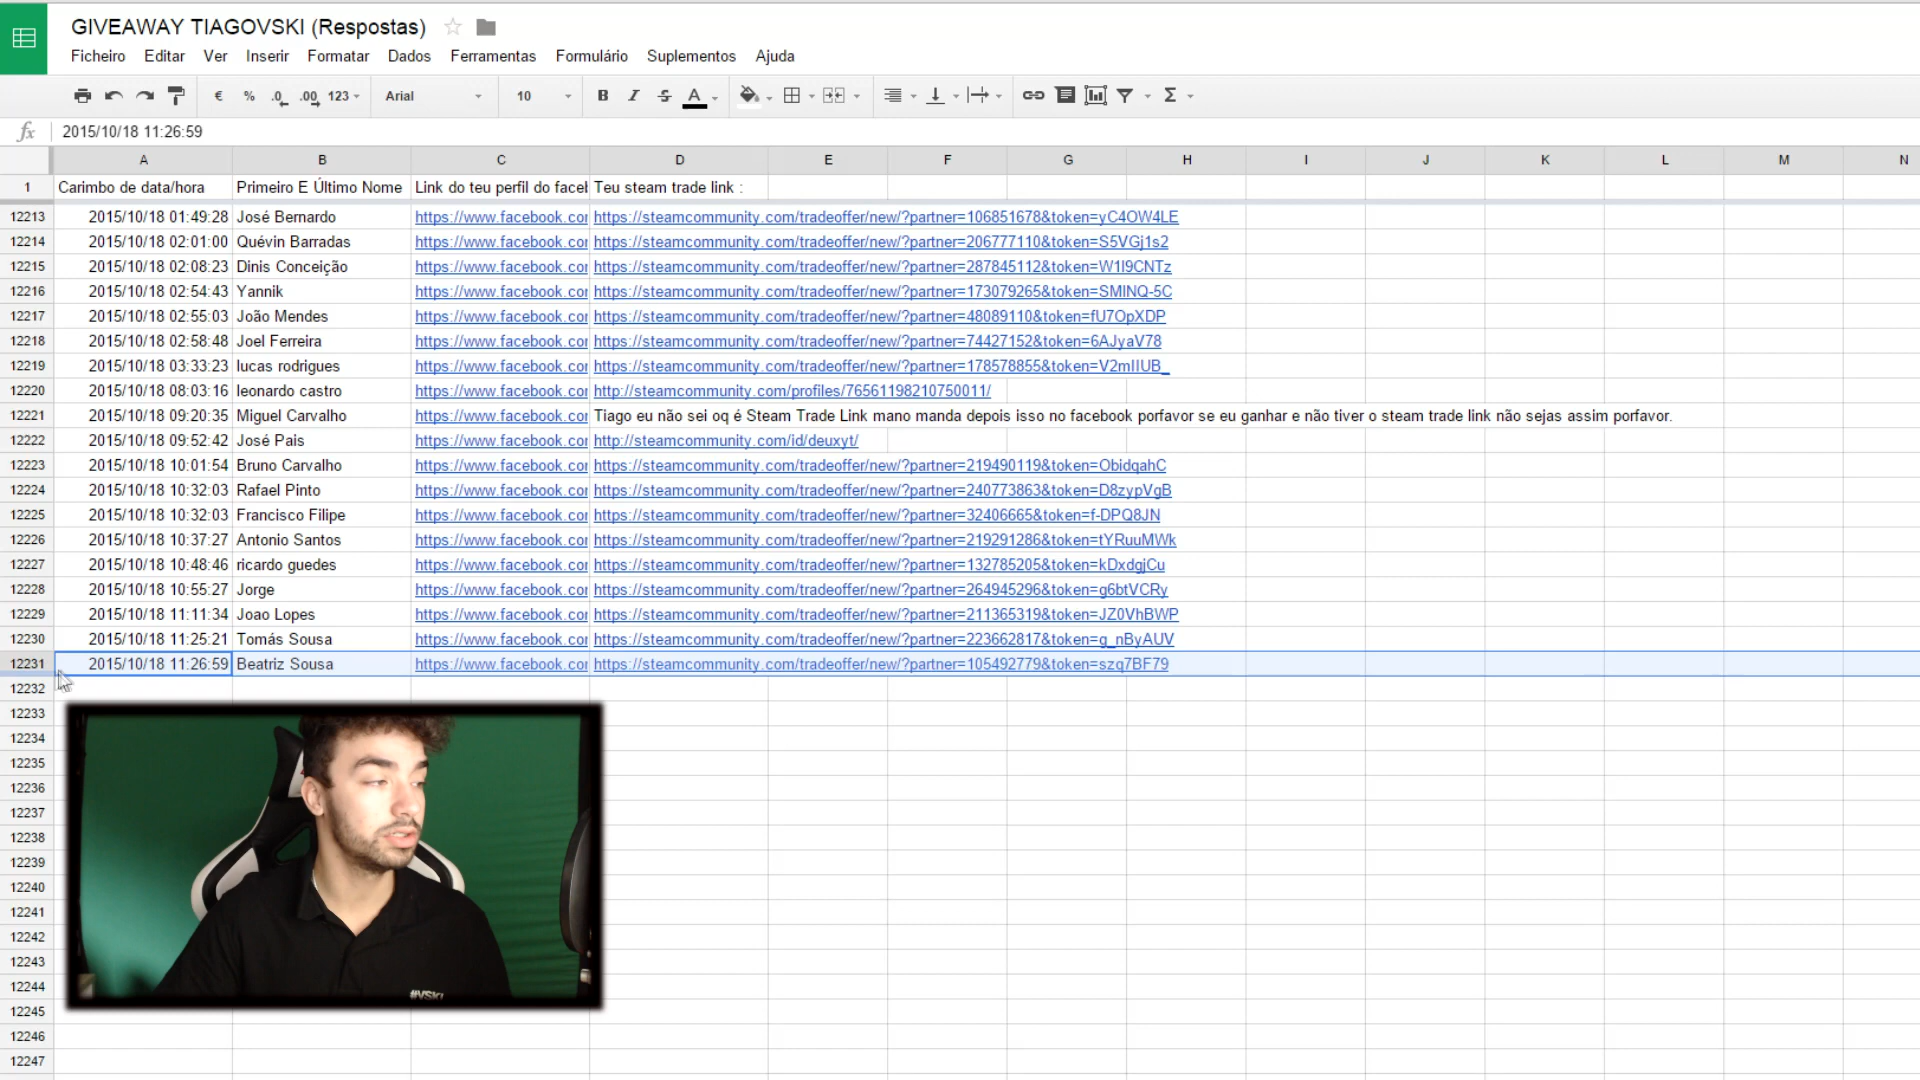 GIVEAWAY TIAGOVSKI (Respostas)
Ficheiro Editar Ver Inserir Formatar Dados Ferramentas Formulário Suplementos Ajuda
€ % .0 .00 123 Arial 10 B I S A Σ
fx 2015/10/18 11:26:59
A B C D E F G H I J K L M N
1 Carimbo de data/hora Primeiro E Último Nome Link do teu perfil do faceb Teu steam trade link :
12213 2015/10/18 01:49:28 José Bernardo https://www.facebook.cor https://steamcommunity.com/tradeoffer/new/?partner=106851678&token=yC4OW4LE
12214 2015/10/18 02:01:00 Quévin Barradas https://www.facebook.cor https://steamcommunity.com/tradeoffer/new/?partner=206777110&token=S5VGj1s2
12215 2015/10/18 02:08:23 Dinis Conceição https://www.facebook.cor https://steamcommunity.com/tradeoffer/new/?partner=287845112&token=W1I9CNTz
12216 2015/10/18 02:54:43 Yannik https://www.facebook.cor https://steamcommunity.com/tradeoffer/new/?partner=173079265&token=SMINQ-5C
12217 2015/10/18 02:55:03 João Mendes https://www.facebook.cor https://steamcommunity.com/tradeoffer/new/?partner=48089110&token=fU7OpXDP
12218 2015/10/18 02:58:48 Joel Ferreira https://www.facebook.cor https://steamcommunity.com/tradeoffer/new/?partner=74427152&token=6AJyaV78
12219 2015/10/18 03:33:23 lucas rodrigues https://www.facebook.cor https://steamcommunity.com/tradeoffer/new/?partner=178578855&token=V2mIIUB_
12220 2015/10/18 08:03:16 leonardo castro https://www.facebook.cor http://steamcommunity.com/profiles/76561198210750011/
12221 2015/10/18 09:20:35 Miguel Carvalho https://www.facebook.cor Tiago eu não sei oq é Steam Trade Link mano manda depois isso no facebook porfavor se eu ganhar e não tiver o steam trade link não sejas assim porfavor.
12222 2015/10/18 09:52:42 José Pais https://www.facebook.cor http://steamcommunity.com/id/deuxyt/
12223 2015/10/18 10:01:54 Bruno Carvalho https://www.facebook.cor https://steamcommunity.com/tradeoffer/new/?partner=219490119&token=ObidqahC
12224 2015/10/18 10:32:03 Rafael Pinto https://www.facebook.cor https://steamcommunity.com/tradeoffer/new/?partner=240773863&token=D8zypVgB
12225 2015/10/18 10:32:03 Francisco Filipe https://www.facebook.cor https://steamcommunity.com/tradeoffer/new/?partner=32406665&token=f-DPQ8JN
12226 2015/10/18 10:37:27 Antonio Santos https://www.facebook.cor https://steamcommunity.com/tradeoffer/new/?partner=219291286&token=tYRuuMWk
12227 2015/10/18 10:48:46 ricardo guedes https://www.facebook.cor https://steamcommunity.com/tradeoffer/new/?partner=132785205&token=kDxdgjCu
12228 2015/10/18 10:55:27 Jorge https://www.facebook.cor https://steamcommunity.com/tradeoffer/new/?partner=264945296&token=g6btVCRy
12229 2015/10/18 11:11:34 Joao Lopes https://www.facebook.cor https://steamcommunity.com/tradeoffer/new/?partner=211365319&token=JZ0VhBWP
12230 2015/10/18 11:25:21 Tomás Sousa https://www.facebook.cor https://steamcommunity.com/tradeoffer/new/?partner=223662817&token=g_nByAUV
12231 2015/10/18 11:26:59 Beatriz Sousa https://www.facebook.cor https://steamcommunity.com/tradeoffer/new/?partner=105492779&token=szq7BF79
12232
12233
12234
12235
12236
12237
12238
12239
12240
12241
12242
12243
12244
#VSKI
12245
12246
12247